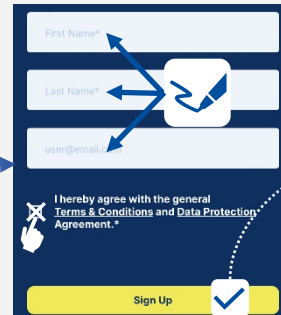 First Name*
Last Name*
user@email.com
I hereby agree with the general
Terms & Conditions and Data Protection
Agreement.*
Sign Up